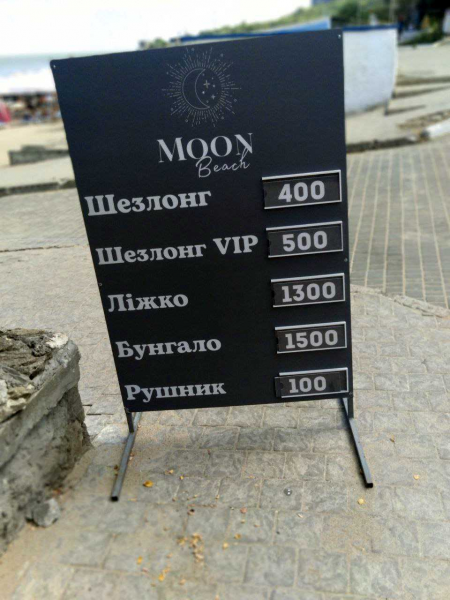 MOON
Beach
Шезлонг 400
Шезлонг VIP 500
Ліжко 1300
Бунгало 1500
Рушник 100